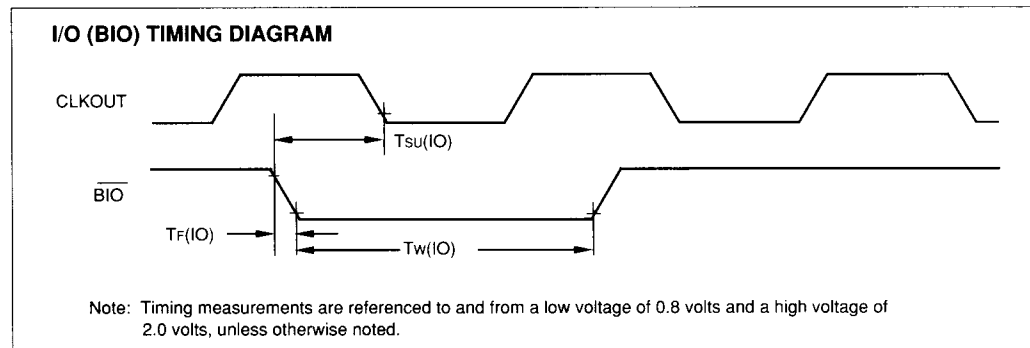 I/O (BIO) TIMING DIAGRAM
CLKOUT
TSU(IO)
BIO
TF(IO)
TW(IO)
Note: Timing measurements are referenced to and from a low voltage of 0.8 volts and a high voltage of
2.0 volts, unless otherwise noted.